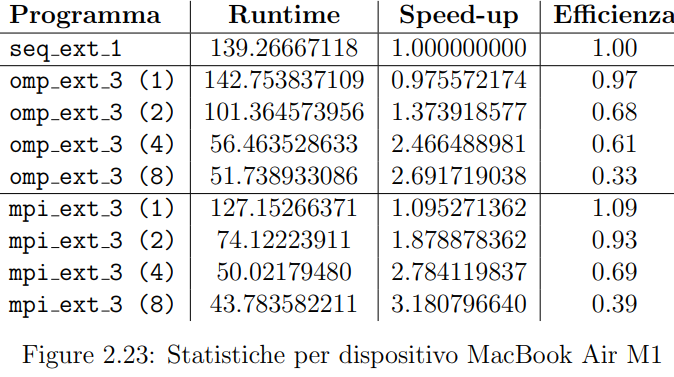 Programma Runtime Speed-up Efficienza
seq_ext_1 139.26667118 1.000000000 1.00
omp_ext_3 (1) 142.753837109 0.975572174 0.97
omp_ext_3 (2) 101.364573956 1.373918577 0.68
omp_ext_3 (4) 56.463528633 2.466488981 0.61
omp_ext_3 (8) 51.738933086 2.691719038 0.33
mpi_ext_3 (1) 127.15266371 1.095271362 1.09
mpi_ext_3 (2) 74.12223911 1.878878362 0.93
mpi_ext_3 (4) 50.02179480 2.784119837 0.69
mpi_ext_3 (8) 43.783582211 3.180796640 0.39
Figure 2.23: Statistiche per dispositivo MacBook Air M1